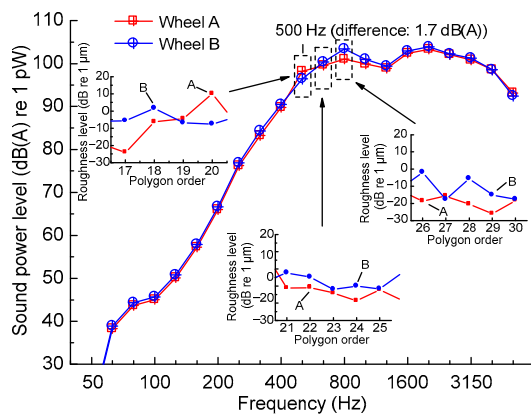 110
100
90
80
70
60
50
40
30
Sound power level (dB(A) re 1 pW)
Wheel A
Wheel B
500 Hz (difference: 1.7 dB(A))
20
10
0
−10
−20
−30
Roughness level
(dB re 1 μm)
B
A
17 18 19 20
Polygon order
20
10
0
−10
−20
−30
Roughness level
(dB re 1 μm)
B
A
26 27 28 29 30
Polygon order
20
10
0
−10
−20
−30
Roughness level
(dB re 1 μm)
B
A
21 22 23 24 25
Polygon order
50 100 200 400 800 1600 3150
Frequency (Hz)